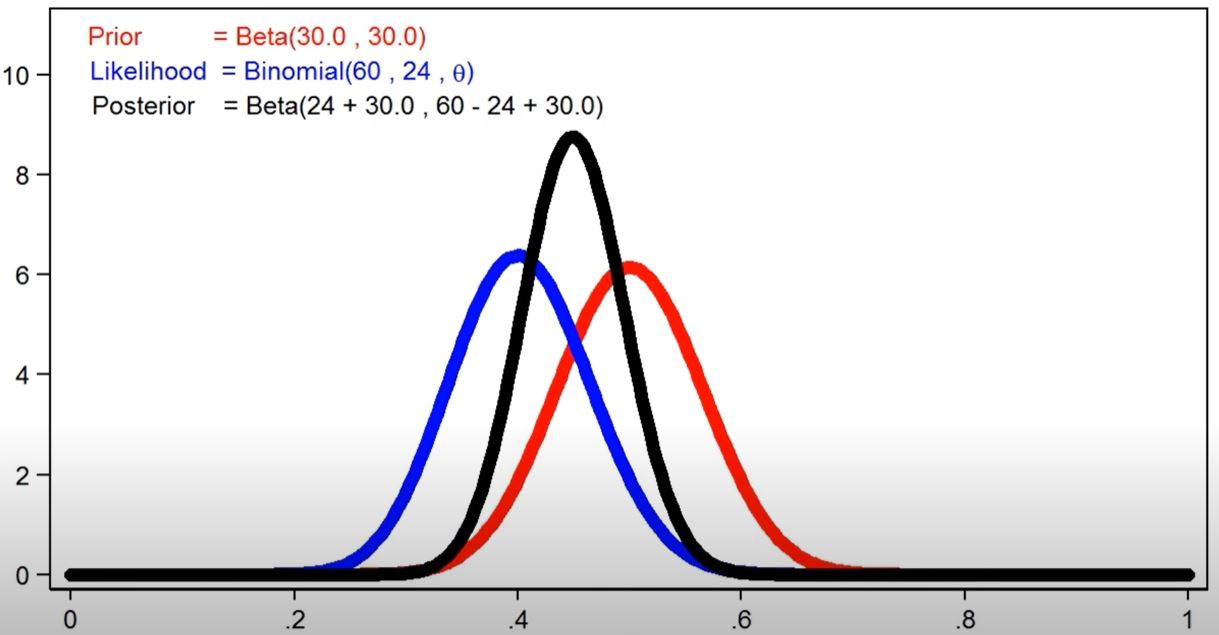 Prior = Beta(30.0 , 30.0)
Likelihood = Binomial(60 , 24 , θ)
Posterior = Beta(24 + 30.0 , 60 - 24 + 30.0)
10
8
6
4
2
0
0 .2 .4 .6 .8 1